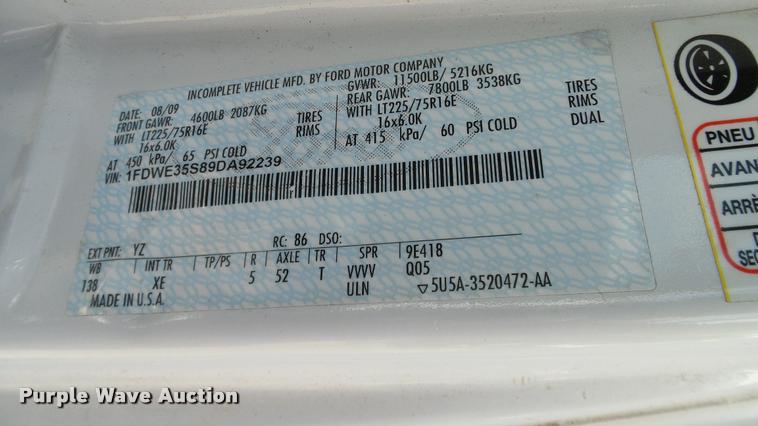 INCOMPLETE VEHICLE MFD. BY FORD MOTOR COMPANY
DATE: 08/09 GVWR: 11500LB/ 5216KG
FRONT GAWR: 4600LB 2087KG REAR GAWR: 7800LB 3538KG
WITH LT225/75R16E TIRES WITH LT225/75R16E TIRES
16x6.0K RIMS 16x6.0K RIMS
AT 450 kPa/ 65 PSI COLD AT 415 kPa/ 60 PSI COLD DUAL
VIN: 1FDWE35S89DA92239
EXT PNT: YZ RC: 86 DSO:
WB INT TR TP/PS R AXLE TR SPR 9E418
138 XE 5 52 T VVVV Q05
MADE IN U.S.A. ULN ▽5U5A-3520472-AA
PNEU
AVAN
ARRÈ
D
SEC
Purple Wave Auction